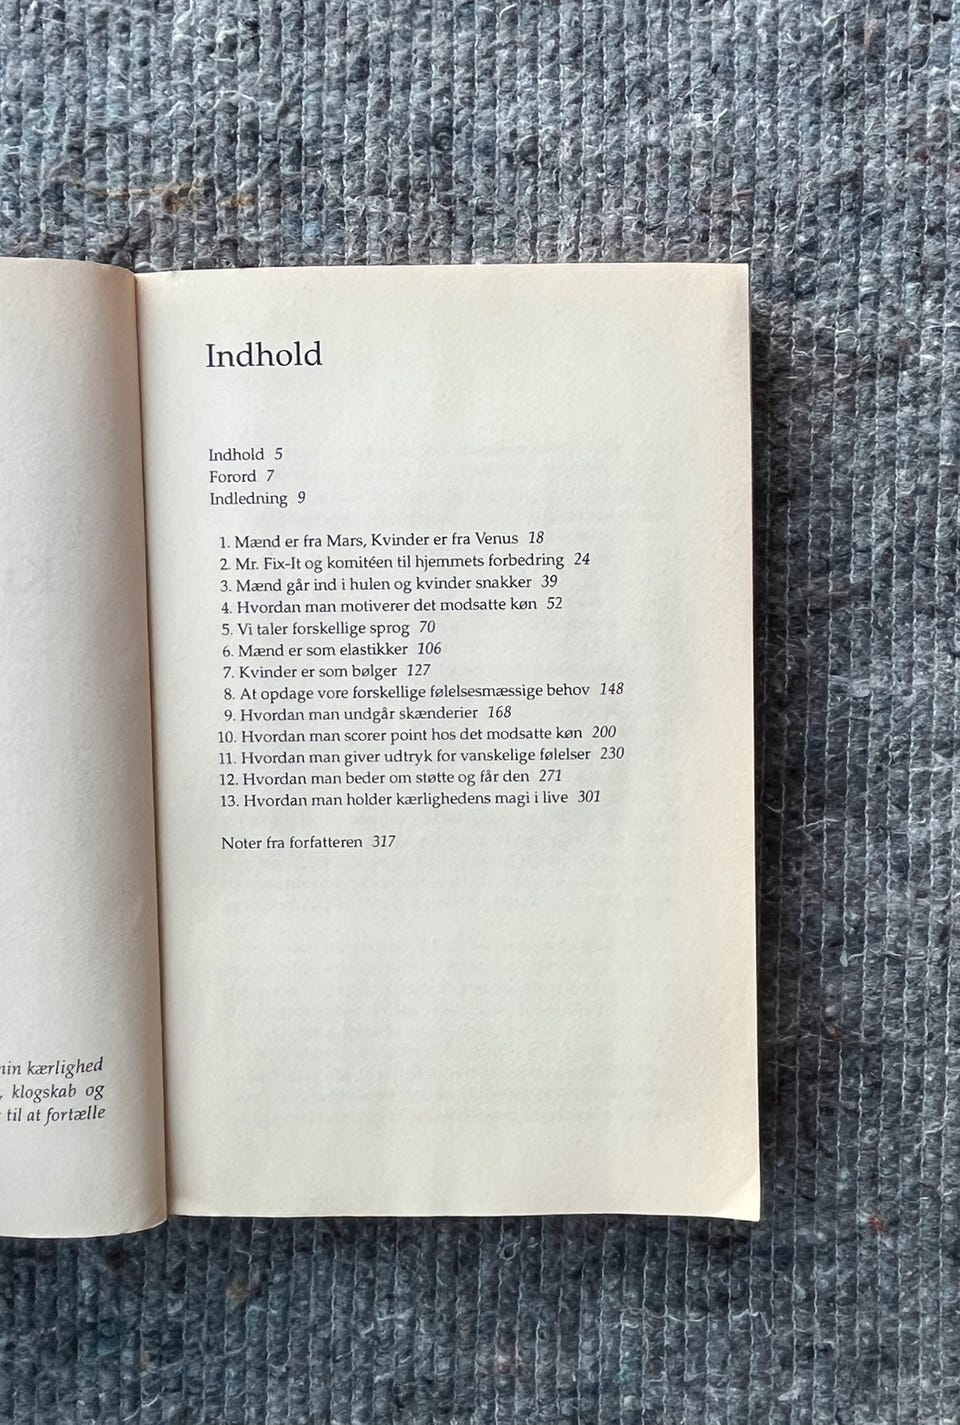 Indhold
Indhold 5
Forord 7
Indledning 9
1. Mænd er fra Mars, Kvinder er fra Venus 18
2. Mr. Fix-It og komitéen til hjemmets forbedring 24
3. Mænd går ind i hulen og kvinder snakker 39
4. Hvordan man motiverer det modsatte køn 52
5. Vi taler forskellige sprog 70
6. Mænd er som elastikker 106
7. Kvinder er som bølger 127
8. At opdage vore forskellige følelsesmæssige behov 148
9. Hvordan man undgår skænderier 168
10. Hvordan man scorer point hos det modsatte køn 200
11. Hvordan man giver udtryk for vanskelige følelser 230
12. Hvordan man beder om støtte og får den 271
13. Hvordan man holder kærlighedens magi i live 301
Noter fra forfatteren 317
kærlighed
, klogskab og
til at fortælle